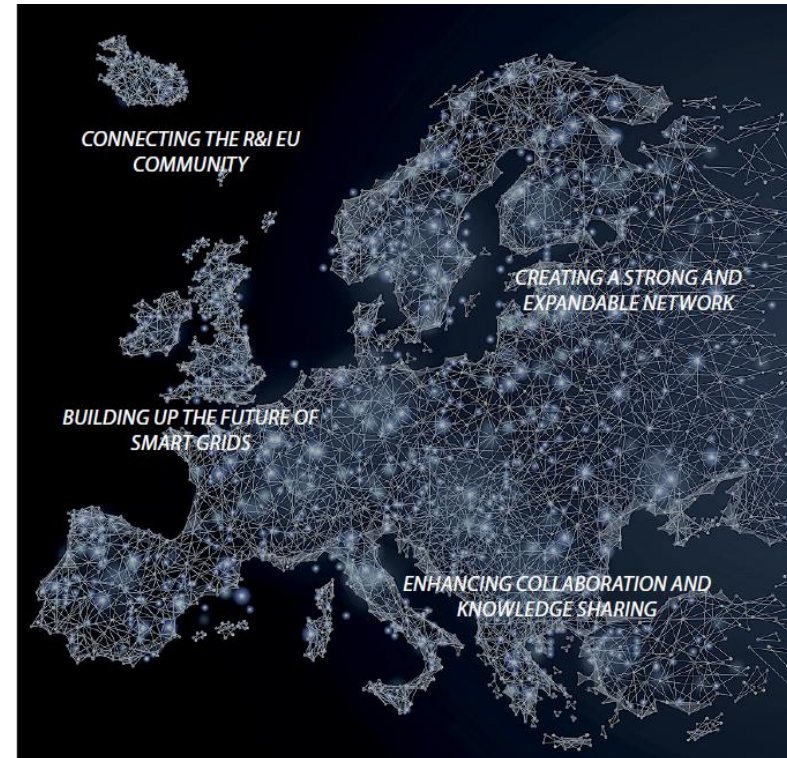 CONNECTING THE R&I EU
COMMUNITY
CREATING A STRONG AND
EXPANDABLE NETWORK
BUILDING UP THE FUTURE OF
SMART GRIDS
ENHANCING COLLABORATION AND
KNOWLEDGE SHARING